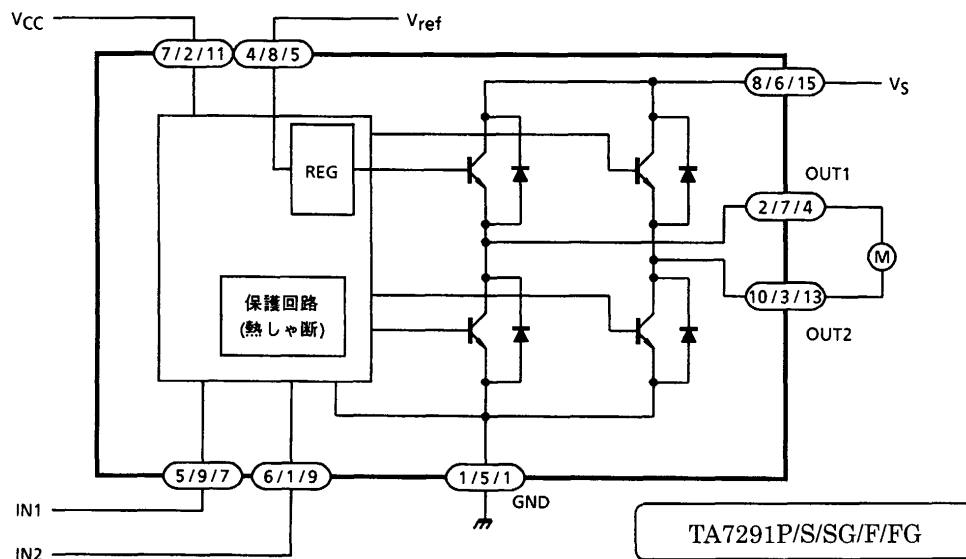 VCC
Vref
7/2/11
4/8/5
8/6/15
VS
REG
OUT1
2/7/4
M
保護回路
(熱しゃ断)
10/3/13
OUT2
5/9/7
6/1/9
1/5/1
GND
IN1
IN2
TA7291P/S/SG/F/FG